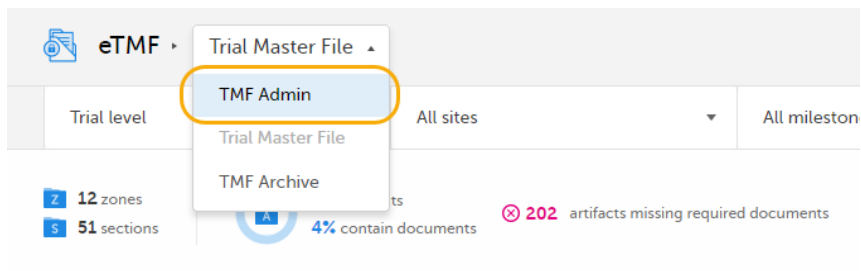 eTMF
Trial Master File
TMF Admin
Trial level
All sites
All mileston
Trial Master File
TMF Archive
Z 12 zones
ts
202 artifacts missing required documents
S 51 sections
A
4% contain documents